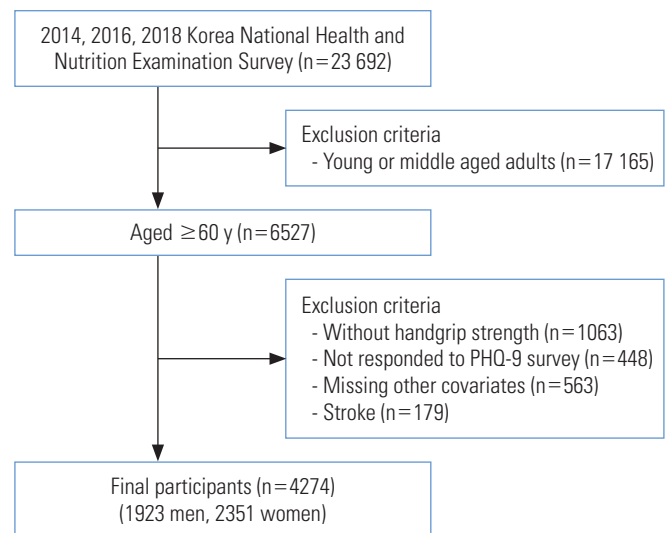 2014, 2016, 2018 Korea National Health and
Nutrition Examination Survey (n=23 692)
Exclusion criteria
- Young or middle aged adults (n=17 165)
Aged ≥60 y (n=6527)
Exclusion criteria
- Without handgrip strength (n=1063)
- Not responded to PHQ-9 survey (n=448)
- Missing other covariates (n=563)
- Stroke (n=179)
Final participants (n=4274)
(1923 men, 2351 women)